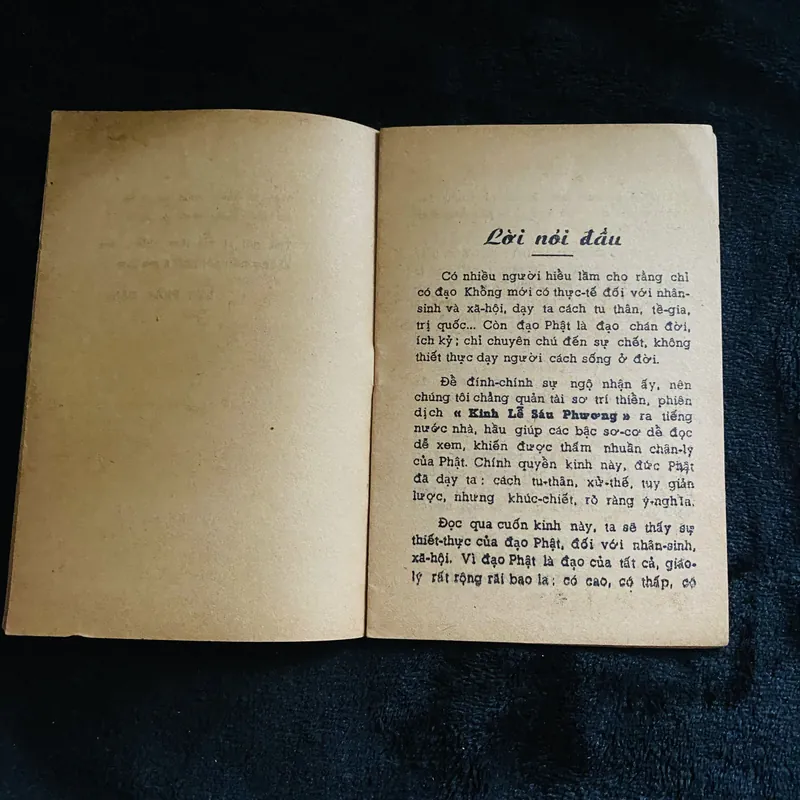 Lời nói đầu
Có nhiều người hiểu lầm cho rằng chỉ
có đạo Khổng mới có thực-tế đối với nhân-
sinh và xã-hội, dạy ta cách tu thân, tề-gia,
trị quốc... Còn đạo Phật là đạo chán đời,
ích kỷ; chỉ chuyên chú đến sự chết, không
thiết thực dạy người cách sống ở đời.
Để đính-chính sự ngộ nhận ấy, nên
chúng tôi chẳng quản tài sơ trí thiển, phiên
dịch « Kinh Lễ Sáu Phương » ra tiếng
nước nhà, hầu giúp các bậc sơ-cơ dễ đọc
dễ xem, khiến được thấm nhuần chân-lý
của Phật. Chính quyển kinh này, đức Phật
đã dạy ta: cách tu-thân, xử-thế, tuy giản
lược, nhưng khúc-chiết, rõ ràng ý-nghĩa.
Đọc qua cuốn kinh này, ta sẽ thấy sự
thiết-thực của đạo Phật, đối với nhân-sinh,
xã-hội. Vì đạo Phật là đạo của tất cả, giáo-
lý rất rộng rãi bao la; có cao, có thấp, có